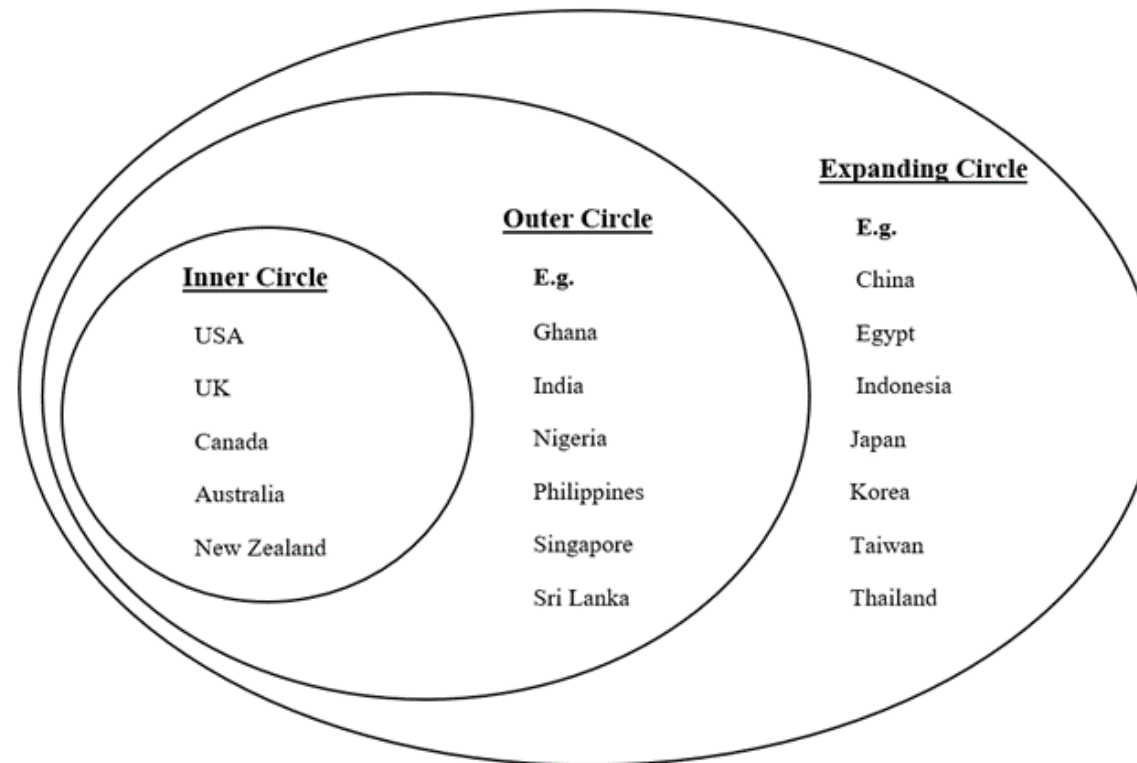 Inner Circle
USA
UK
Canada
Australia
New Zealand
Outer Circle
E.g.
Ghana
India
Nigeria
Philippines
Singapore
Sri Lanka
Expanding Circle
E.g.
China
Egypt
Indonesia
Japan
Korea
Taiwan
Thailand